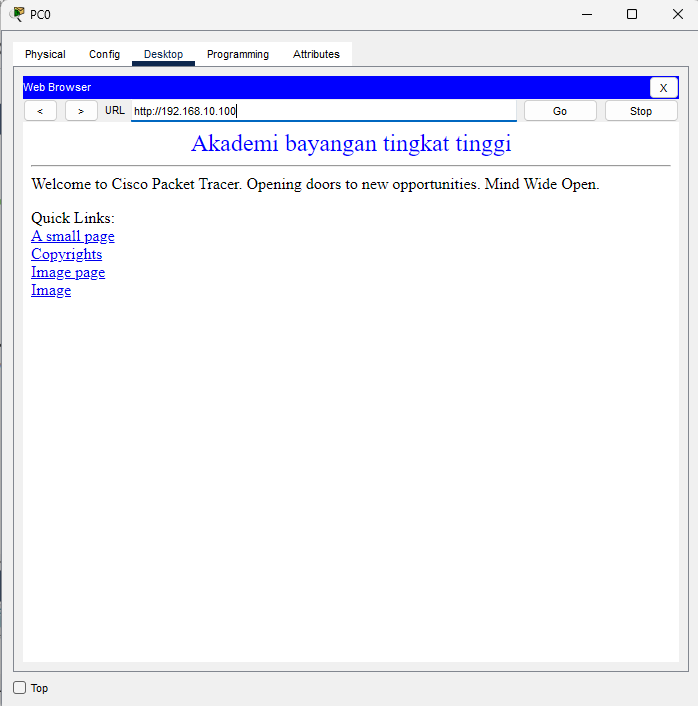 PC0
Physical Config Desktop Programming Attributes
Web Browser X
< > URL http://192.168.10.100 Go Stop
Akademi bayangan tingkat tinggi
Welcome to Cisco Packet Tracer. Opening doors to new opportunities. Mind Wide Open.
Quick Links:
A small page
Copyrights
Image page
Image
Top